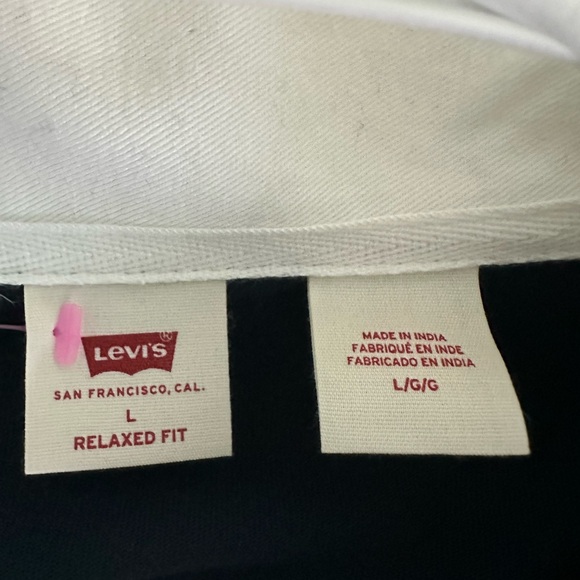 Levi's ®
SAN FRANCISCO, CAL.
L
RELAXED FIT
MADE IN INDIA
FABRIQUÉ EN INDE
FABRICADO EN INDIA
L/G/G